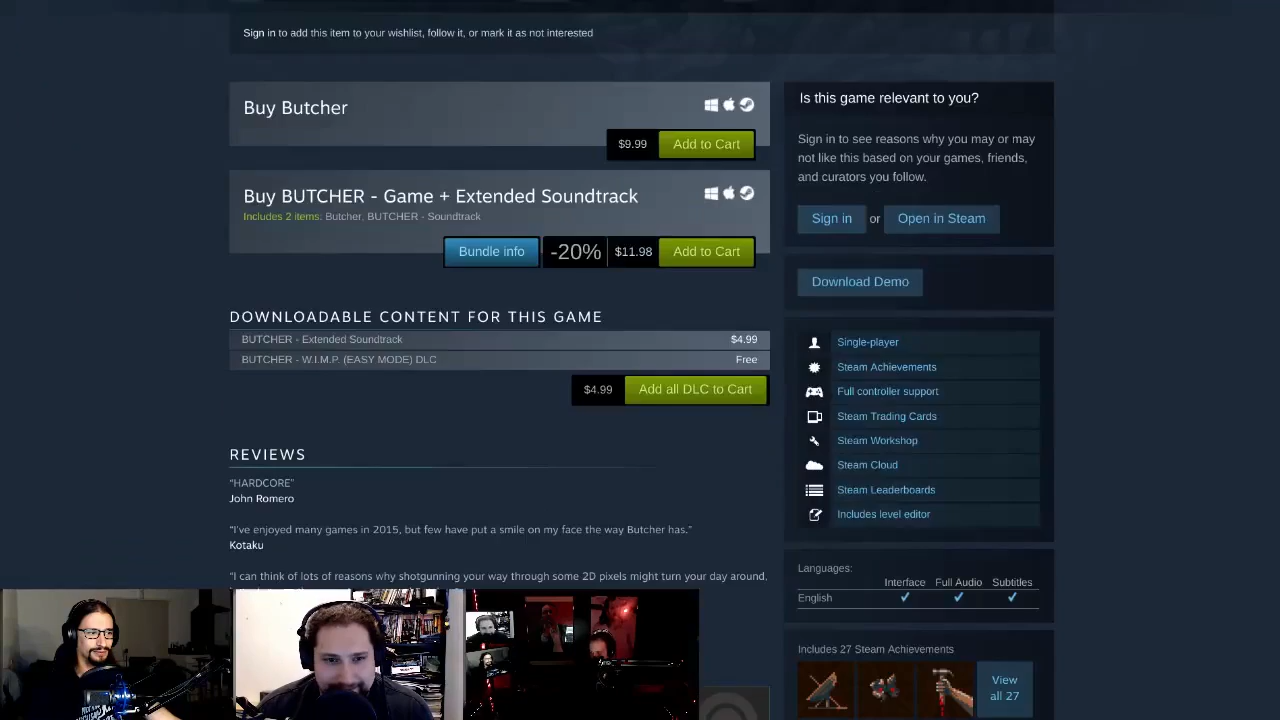 Sign in to add this item to your wishlist, follow it, or mark it as not interested
Buy Butcher
$9.99
Add to Cart
Buy BUTCHER - Game + Extended Soundtrack
Includes 2 items: Butcher, BUTCHER - Soundtrack
Bundle info
-20%
$11.98
Add to Cart
DOWNLOADABLE CONTENT FOR THIS GAME
BUTCHER - Extended Soundtrack
$4.99
BUTCHER - W.I.M.P. (EASY MODE) DLC
Free
$4.99
Add all DLC to Cart
REVIEWS
“HARDCORE”
John Romero
“I've enjoyed many games in 2015, but few have put a smile on my face the way Butcher has.”
Kotaku
“I can think of lots of reasons why shotgunning your way through some 2D pixels might turn your day around,
Is this game relevant to you?
Sign in to see reasons why you may or may
not like this based on your games, friends,
and curators you follow.
Sign in
or
Open in Steam
Download Demo
Single-player
Steam Achievements
Full controller support
Steam Trading Cards
Steam Workshop
Steam Cloud
Steam Leaderboards
Includes level editor
Languages:
Interface
Full Audio
Subtitles
English
Includes 27 Steam Achievements
View
all 27